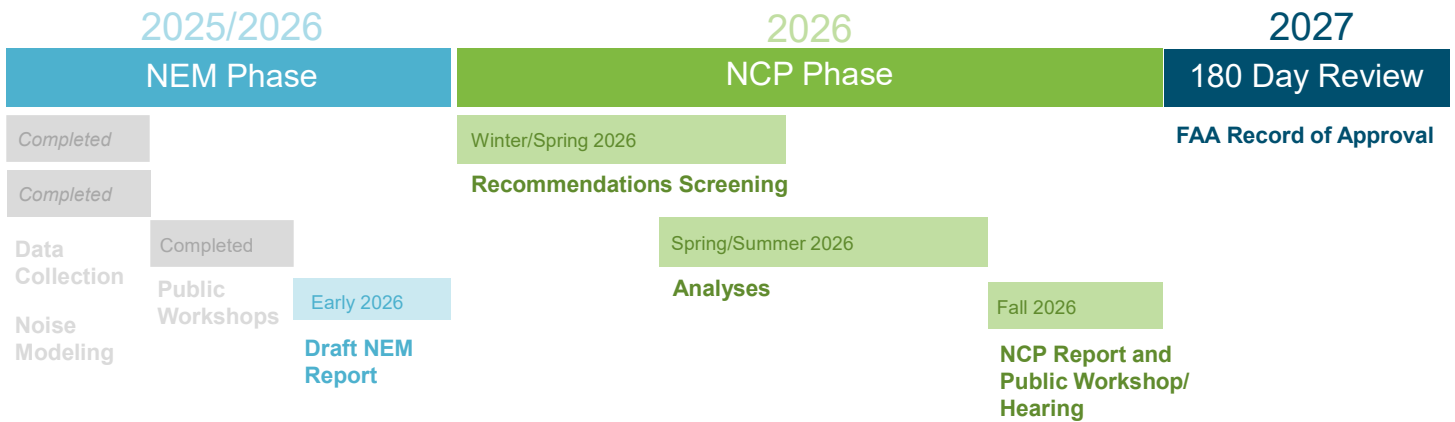 2025/2026
2026
2027
NEM Phase
NCP Phase
180 Day Review
Completed
Completed
Data
Collection
Noise
Modeling
Completed
Public
Workshops
Early 2026
Draft NEM
Report
Winter/Spring 2026
Recommendations Screening
Spring/Summer 2026
Analyses
Fall 2026
NCP Report and
Public Workshop/
Hearing
FAA Record of Approval